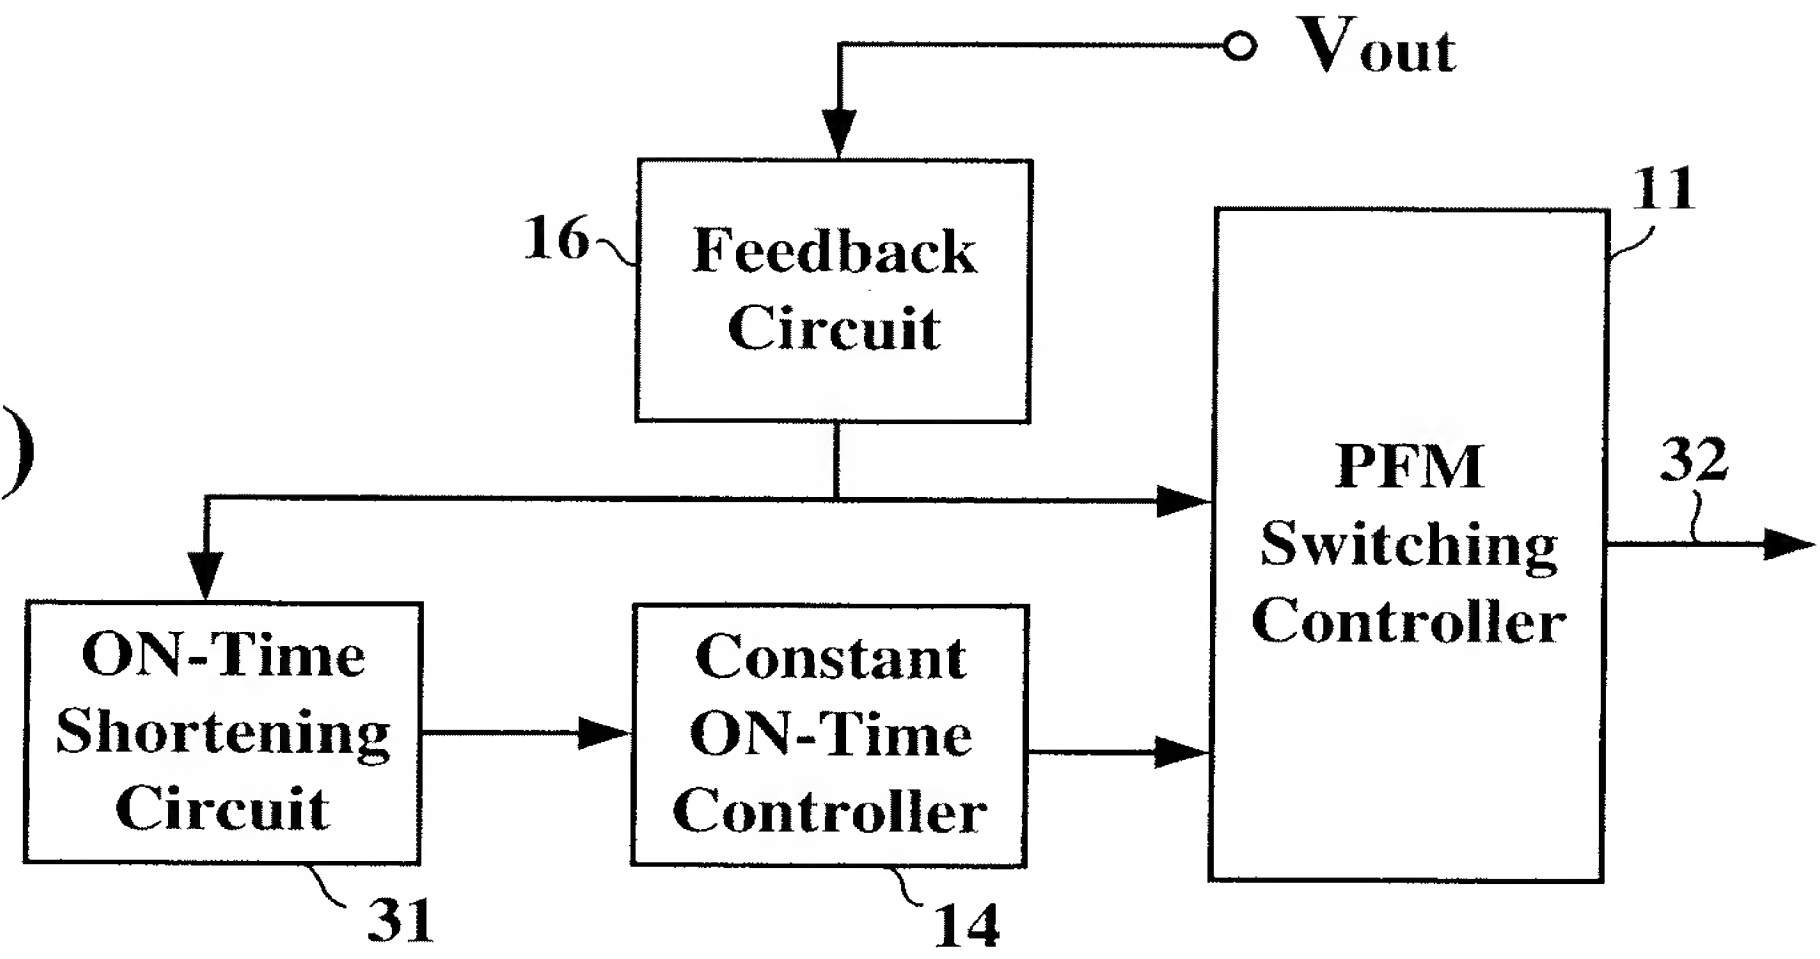 Vout
11
16
Feedback
Circuit
)
PFM
Switching
Controller
32
ON-Time
Shortening
Circuit
Constant
ON-Time
Controller
31
14